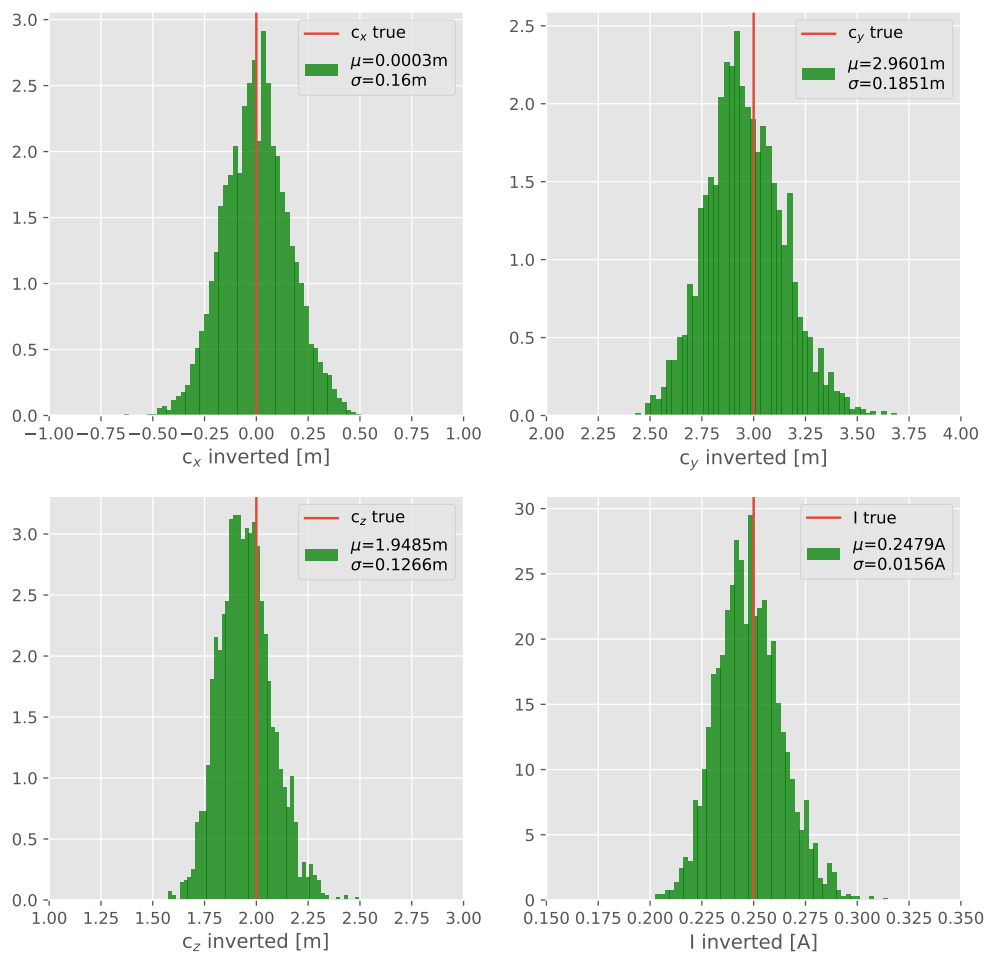 3.0
2.5
2.0
1.5
1.0
0.5
0.0
c_x true
μ=0.0003m
σ=0.16m
−1.00 −0.75 −0.50 −0.25 0.00 0.25 0.50 0.75 1.00
c_x inverted [m]
2.5
2.0
1.5
1.0
0.5
0.0
c_y true
μ=2.9601m
σ=0.1851m
2.00 2.25 2.50 2.75 3.00 3.25 3.50 3.75 4.00
c_y inverted [m]
3.0
2.5
2.0
1.5
1.0
0.5
0.0
c_z true
μ=1.9485m
σ=0.1266m
1.00 1.25 1.50 1.75 2.00 2.25 2.50 2.75 3.00
c_z inverted [m]
30
25
20
15
10
5
0
I true
μ=0.2479A
σ=0.0156A
0.150 0.175 0.200 0.225 0.250 0.275 0.300 0.325 0.350
I inverted [A]